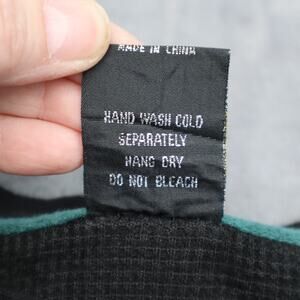 MADE IN CHINA
HAND WASH COLD
SEPARATELY
HANG DRY
DO NOT BLEACH